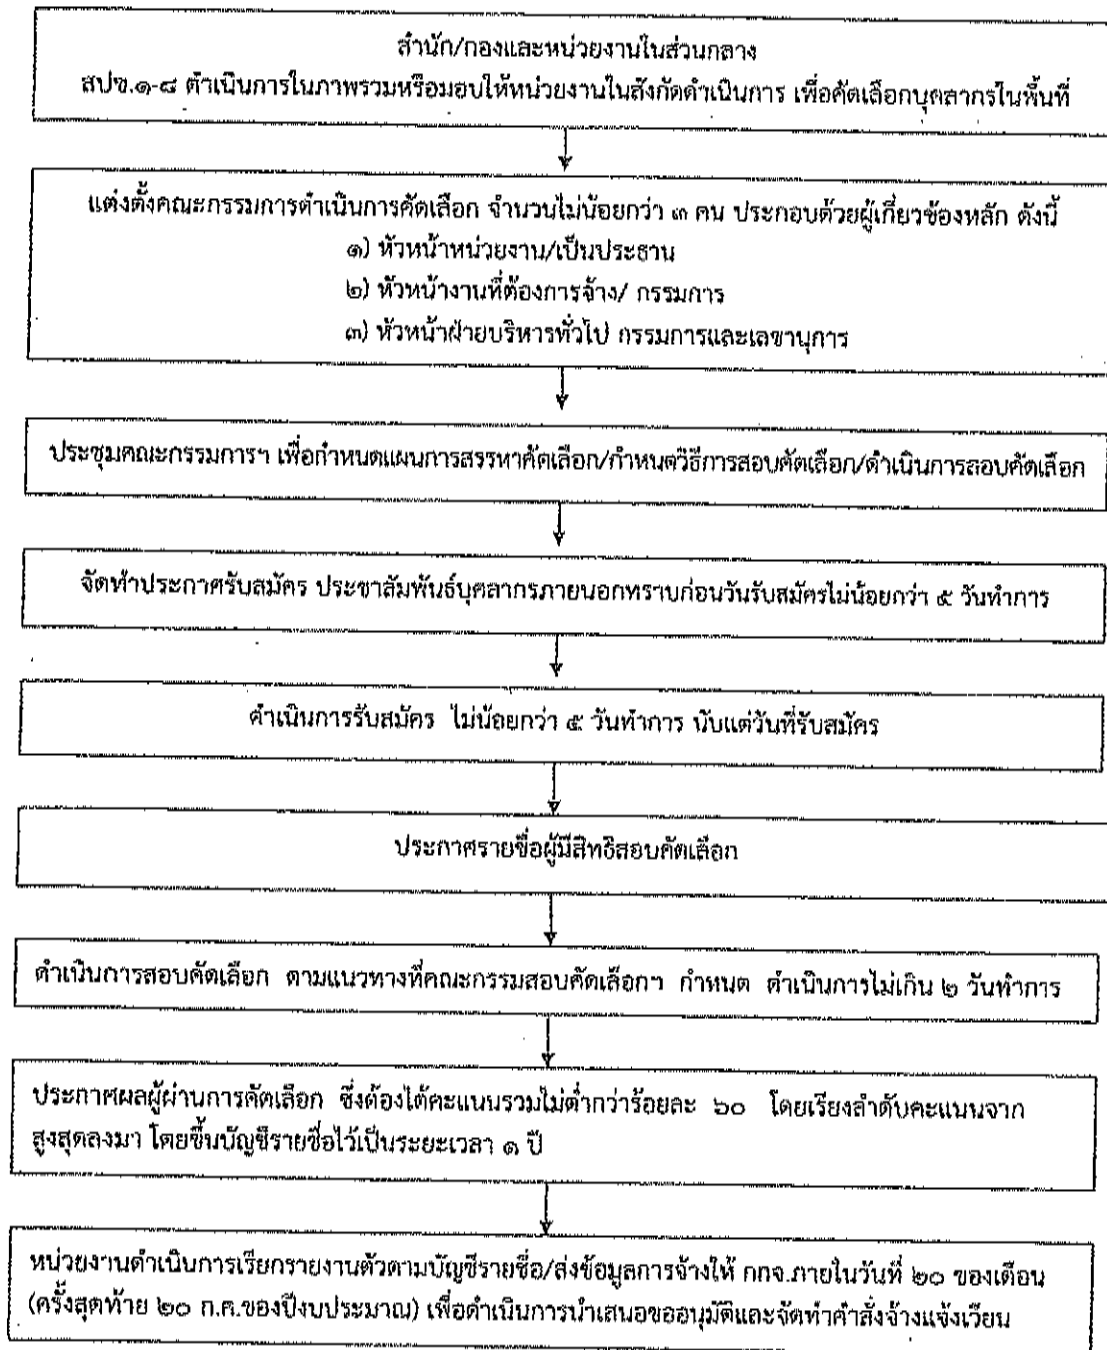 สำนัก/กองและหน่วยงานในส่วนกลาง
สปข.๑-๘ ดำเนินการในภาพรวมหรือมอบให้หน่วยงานในสังกัดดำเนินการ เพื่อคัดเลือกบุคลากรในพื้นที่
แต่งตั้งคณะกรรมการดำเนินการคัดเลือก จำนวนไม่น้อยกว่า ๓ คน ประกอบด้วยผู้เกี่ยวข้องหลัก ดังนี้
๑) หัวหน้าหน่วยงาน/เป็นประธาน
๒) หัวหน้างานที่ต้องการจ้าง/ กรรมการ
๓) หัวหน้าฝ่ายบริหารทั่วไป กรรมการและเลขานุการ
ประชุมคณะกรรมการฯ เพื่อกำหนดแผนการสรรหาคัดเลือก/กำหนดวิธีการสอบคัดเลือก/ดำเนินการสอบคัดเลือก
จัดทำประกาศรับสมัคร ประชาสัมพันธ์บุคลากรภายนอกทราบก่อนวันรับสมัครไม่น้อยกว่า ๕ วันทำการ
ดำเนินการรับสมัคร ไม่น้อยกว่า ๕ วันทำการ นับแต่วันที่รับสมัคร
ประกาศรายชื่อผู้มีสิทธิสอบคัดเลือก
ดำเนินการสอบคัดเลือก ตามแนวทางที่คณะกรรมสอบคัดเลือกฯ กำหนด ดำเนินการไม่เกิน ๒ วันทำการ
ประกาศผลผู้ผ่านการคัดเลือก ซึ่งต้องได้คะแนนรวมไม่ต่ำกว่าร้อยละ ๖๐ โดยเรียงลำดับคะแนนจาก
สูงสุดลงมา โดยขึ้นบัญชีรายชื่อไว้เป็นระยะเวลา ๑ ปี
หน่วยงานดำเนินการเรียกรายงานตัวตามบัญชีรายชื่อ/ส่งข้อมูลการจ้างให้ กกจ.ภายในวันที่ ๒๐ ของเดือน
(ครั้งสุดท้าย ๒๐ ก.ค.ของปีงบประมาณ) เพื่อดำเนินการนำเสนอขออนุมัติและจัดทำคำสั่งจ้างแจ้งเวียน